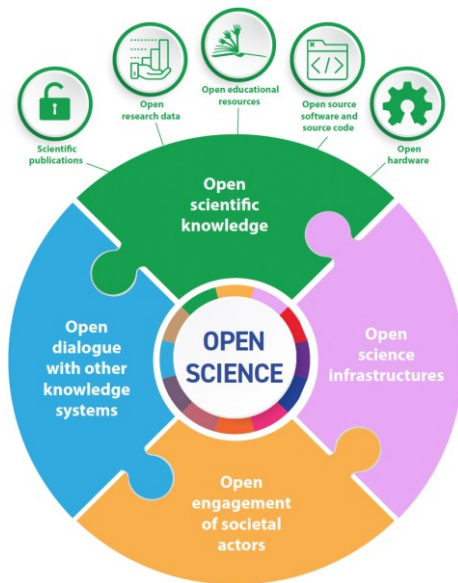 Scientific
publications
Open
research data
Open educational
resources
Open source
software and
source code
Open
hardware
Open
scientific
knowledge
Open
dialogue
with other
knowledge
systems
OPEN
SCIENCE
Open
science
infrastructures
Open
engagement
of societal
actors